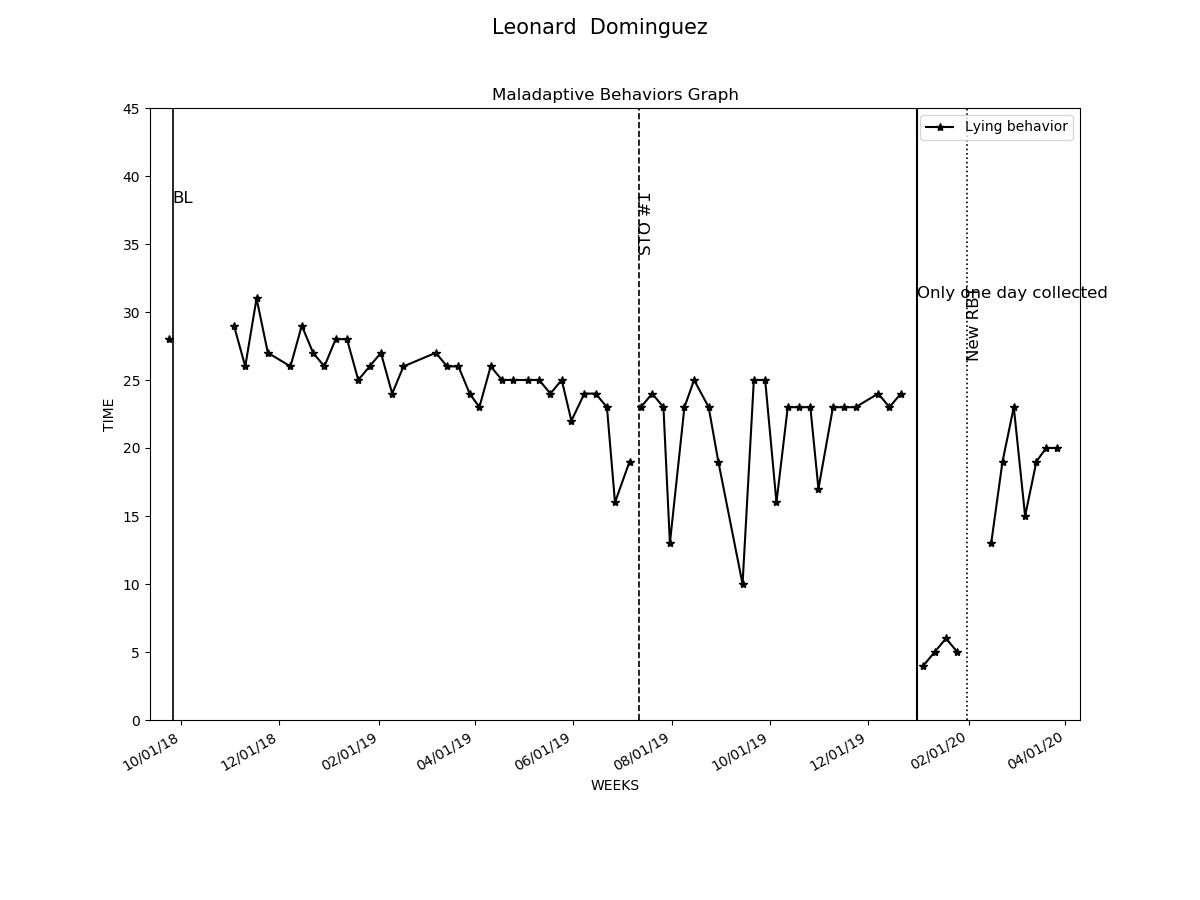 Leonard  Dominguez
Maladaptive Behaviors Graph
Lying behavior
BL
STO #1
Only one day collected
New RBT
TIME
45
40
35
30
25
20
15
10
5
0
10/01/18
12/01/18
02/01/19
04/01/19
06/01/19
08/01/19
10/01/19
12/01/19
02/01/20
04/01/20
WEEKS